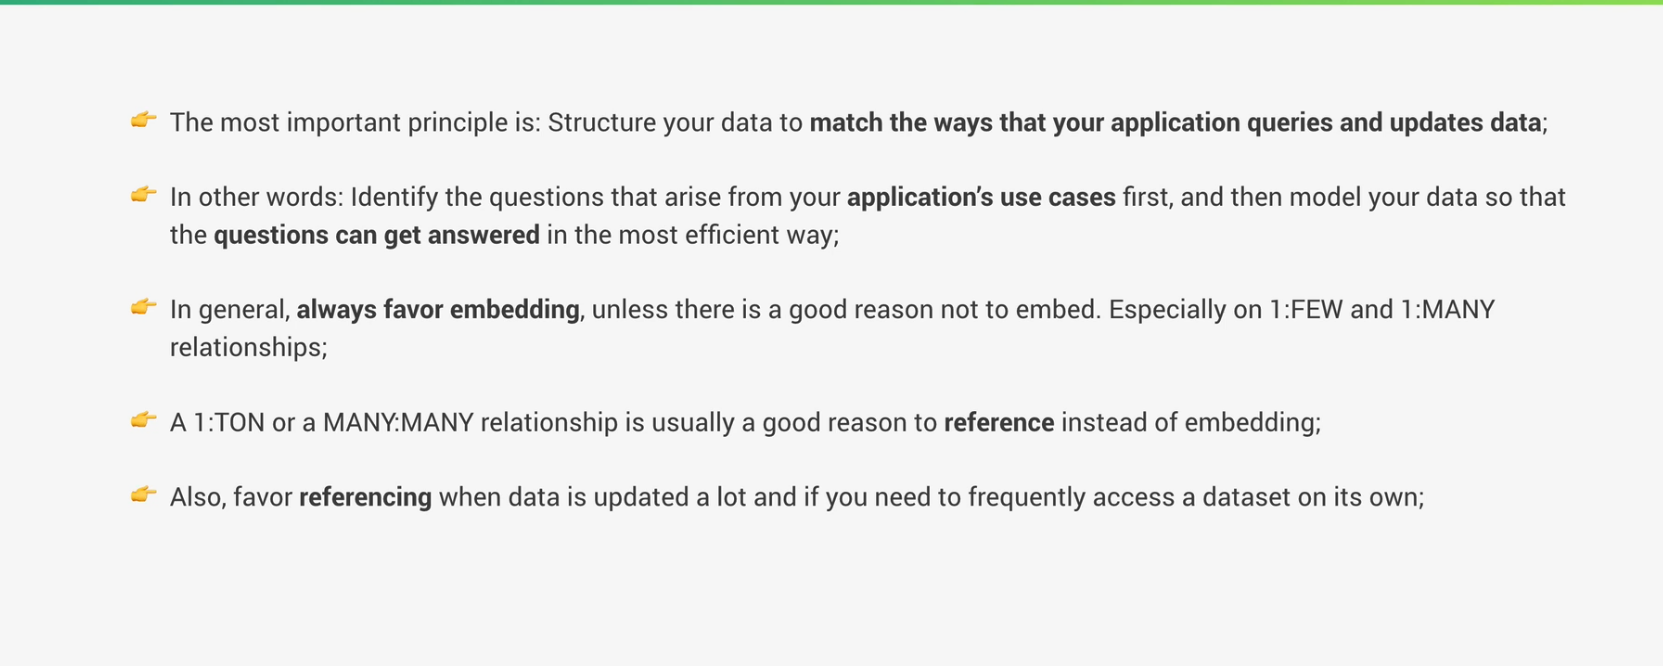 👉 The most important principle is: Structure your data to match the ways that your application queries and updates data;
👉 In other words: Identify the questions that arise from your application’s use cases first, and then model your data so that
the questions can get answered in the most efficient way;
👉 In general, always favor embedding, unless there is a good reason not to embed. Especially on 1:FEW and 1:MANY
relationships;
👉 A 1:TON or a MANY:MANY relationship is usually a good reason to reference instead of embedding;
👉 Also, favor referencing when data is updated a lot and if you need to frequently access a dataset on its own;